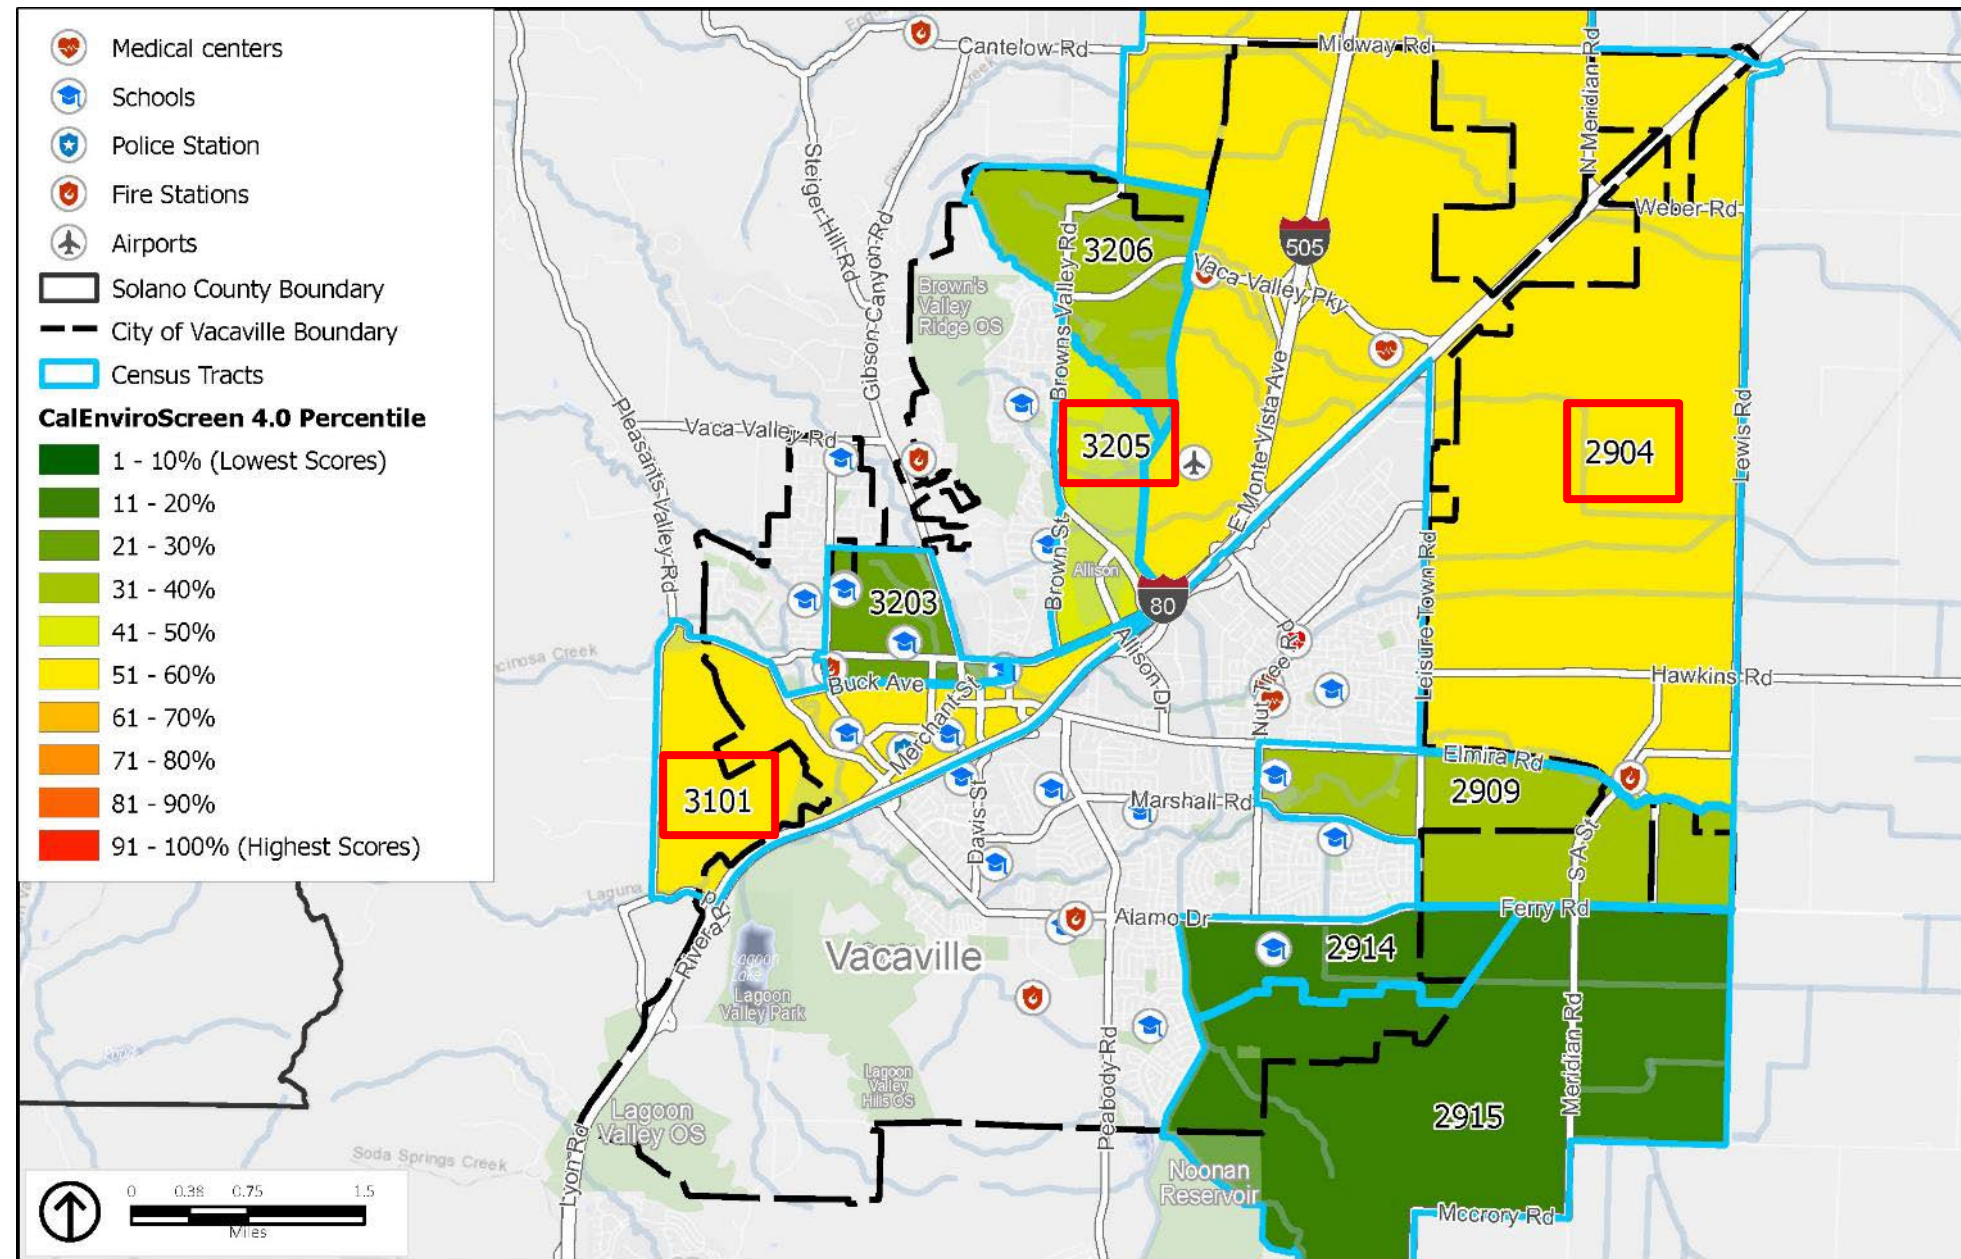 Medical centers
Schools
Police Station
Fire Stations
Airports
Solano County Boundary
City of Vacaville Boundary
Census Tracts
CalEnviroScreen 4.0 Percentile
1 - 10% (Lowest Scores)
11 - 20%
21 - 30%
31 - 40%
41 - 50%
51 - 60%
61 - 70%
71 - 80%
81 - 90%
91 - 100% (Highest Scores)
Cantelow Rd
Midway Rd
N Meridian Rd
Steiger Hill Rd
Gibson Canyon Rd
Weber Rd
3206
505
Vaca Valley Pky
Brown's
Valley
Ridge OS
Browns Valley Rd
Pleasants Valley Rd
Vaca Valley Rd
3205
E Monte Vista Ave
2904
Lewis Rd
Brown St
Allison
80
3203
Leisure Town Rd
Allison Dr
Nut Tree Rd
Hawkins Rd
Buck Ave
Merchant St
3101
Elmira Rd
2909
Marshall Rd
Davis St
S A St
Laguna
Rivera Rd
Alamo Dr
Ferry Rd
2914
Vacaville
Lagoon
Lake
Lagoon
Valley Park
Peabody Rd
Meridian Rd
Lagoon
Valley
Hills OS
Lagoon
Valley OS
2915
Soda Springs Creek
Lyon Rd
Noonan
Reservoir
Mccrory Rd
0 0.38 0.75 1.5
Miles